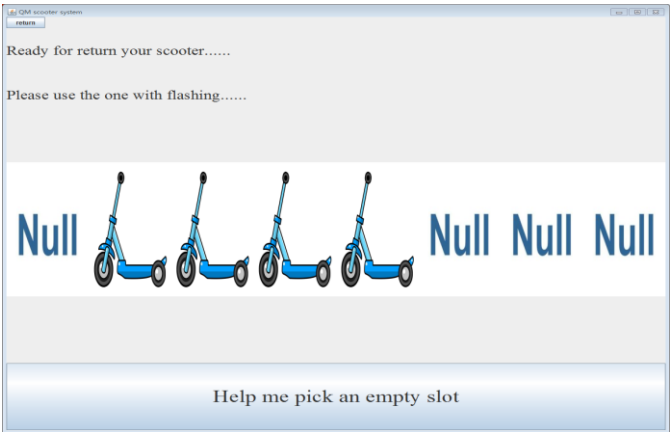 QM scooter system
return
Ready for return your scooter......
Please use the one with flashing......
Null Null Null Null
Help me pick an empty slot